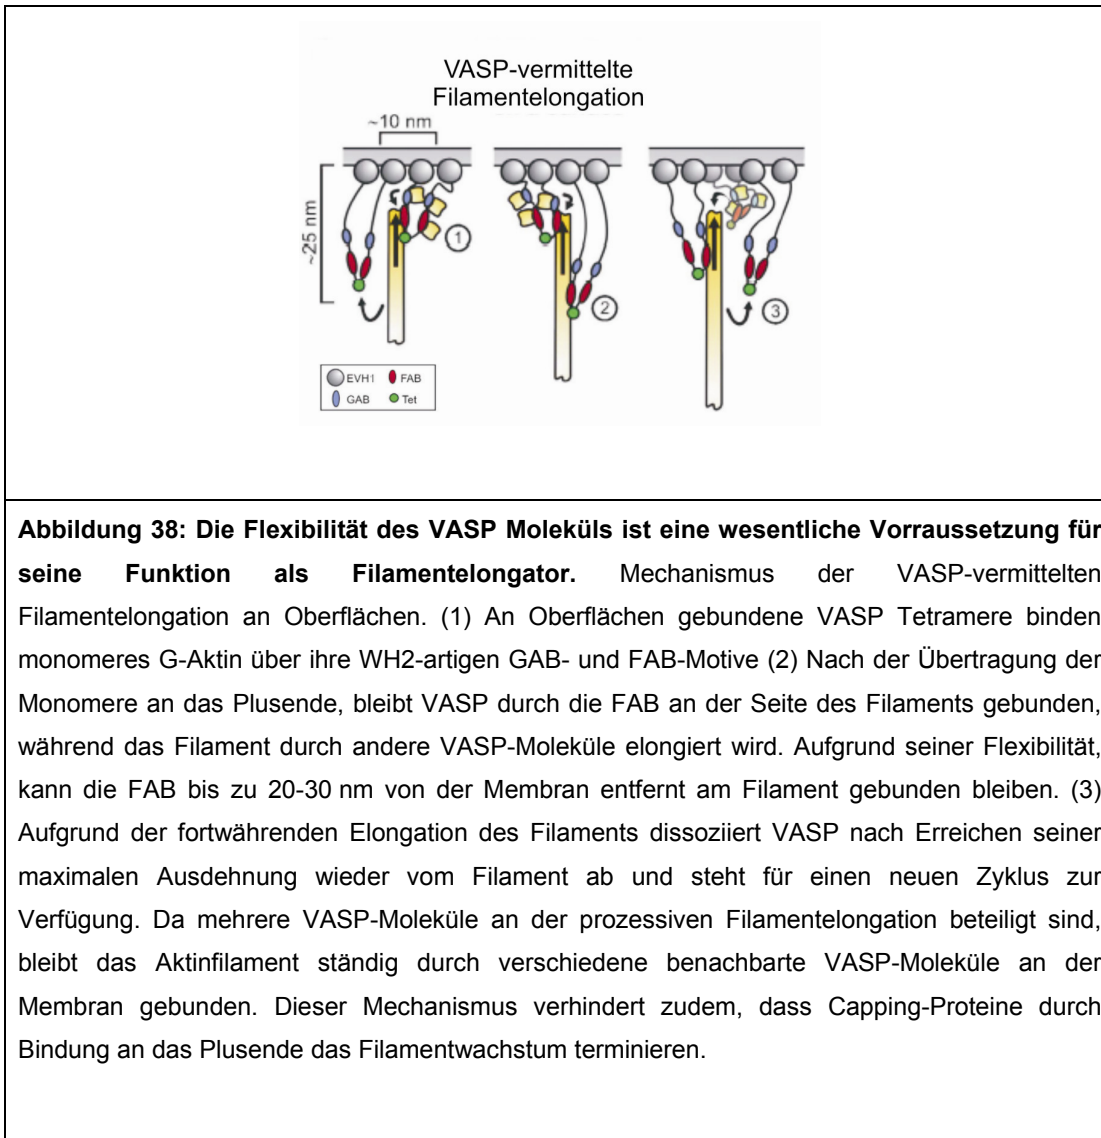 VASP-vermittelte
Filamentelongation
~10 nm
~25 nm
1
2
3
EVH1 FAB
GAB Tet
Abbildung 38: Die Flexibilität des VASP Moleküls ist eine wesentliche Vorraussetzung für
seine Funktion als Filamentelongator. Mechanismus der VASP-vermittelten
Filamentelongation an Oberflächen. (1) An Oberflächen gebundene VASP Tetramere binden
monomeres G-Aktin über ihre WH2-artigen GAB- und FAB-Motive (2) Nach der Übertragung der
Monomere an das Plusende, bleibt VASP durch die FAB an der Seite des Filaments gebunden,
während das Filament durch andere VASP-Moleküle elongiert wird. Aufgrund seiner Flexibilität,
kann die FAB bis zu 20-30 nm von der Membran entfernt am Filament gebunden bleiben. (3)
Aufgrund der fortwährenden Elongation des Filaments dissoziiert VASP nach Erreichen seiner
maximalen Ausdehnung wieder vom Filament ab und steht für einen neuen Zyklus zur
Verfügung. Da mehrere VASP-Moleküle an der prozessiven Filamentelongation beteiligt sind,
bleibt das Aktinfilament ständig durch verschiedene benachbarte VASP-Moleküle an der
Membran gebunden. Dieser Mechanismus verhindert zudem, dass Capping-Proteine durch
Bindung an das Plusende das Filamentwachstum terminieren.